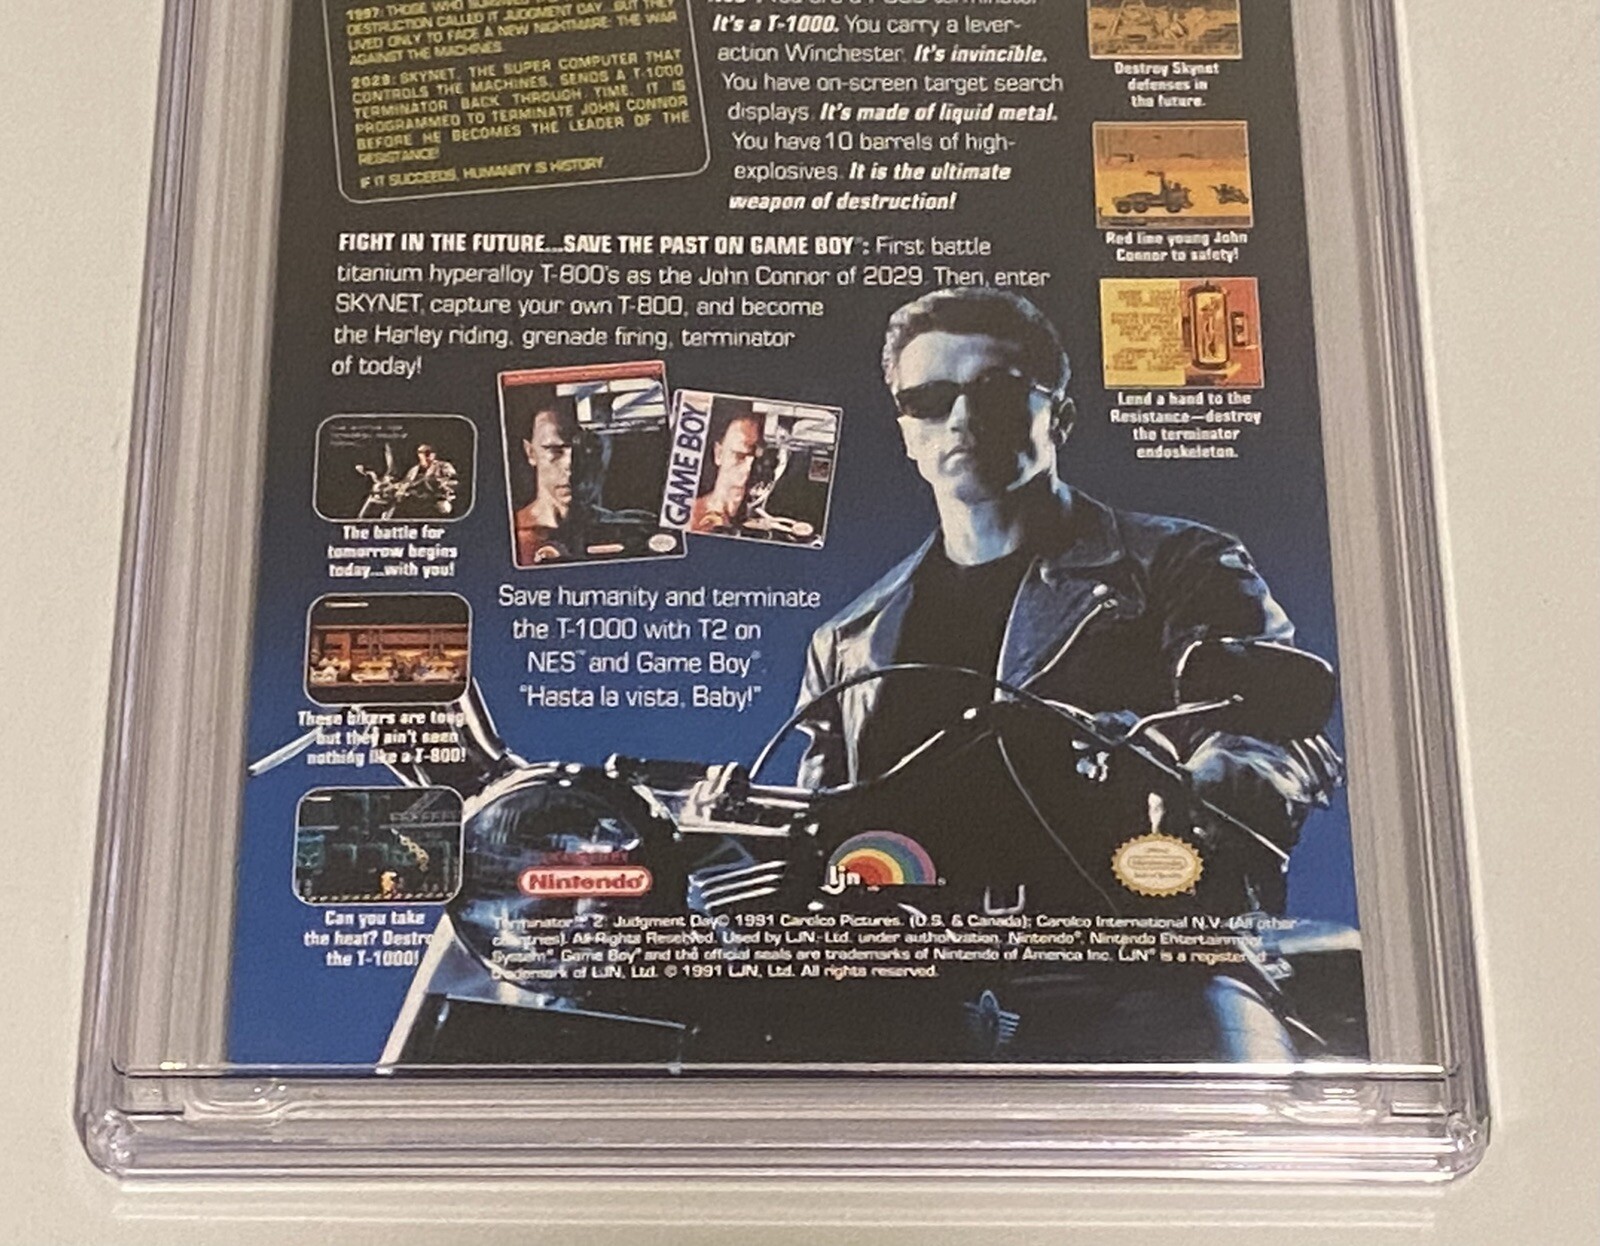 1997: THOSE WHO
DESTRUCTION CALLED IT JUDGMENT DAY...BUT THEY
LIVED ONLY TO FACE A NEW NIGHTMARE: THE WAR
AGAINST THE MACHINES.
2029: SKYNET, THE SUPER COMPUTER THAT
CONTROLS THE MACHINES, SENDS A T-1000
TERMINATOR BACK THROUGH TIME. IT IS
PROGRAMMED TO TERMINATE JOHN CONNOR
BEFORE HE BECOMES THE LEADER OF THE
RESISTANCE!
IF IT SUCCEEDS, HUMANITY IS HISTORY
It's a T-1000. You carry a lever-
action Winchester. It's invincible.
You have on-screen target search
displays. It's made of liquid metal.
You have 10 barrels of high-
explosives. It is the ultimate
weapon of destruction!
Destroy Skynet
defenses in
the future.
Red line young John
Connor to safety!
Lend a hand to the
Resistance—destroy
the terminator
endoskeleton.
FIGHT IN THE FUTURE...SAVE THE PAST ON GAME BOY®: First battle
titanium hyperalloy T-800's as the John Connor of 2029. Then, enter
SKYNET, capture your own T-800, and become
the Harley riding, grenade firing, terminator
of today!
T2
GAME BOY
T2
The battle for
tomorrow begins
today...with you!
These bikers are toug
but they ain't seen
nothing like a T-800!
Can you take
the heat? Destro
the T-1000!
Save humanity and terminate
the T-1000 with T2 on
NES™ and Game Boy®.
"Hasta la vista, Baby!"
Nintendo®
ljn™
Nintendo
Terminator™ 2: Judgment Day© 1991 Carolco Pictures. (U.S. & Canada); Carolco International N.V. (All other
countries). All Rights Reserved. Used by LJN, Ltd. under authorization. Nintendo®, Nintendo Entertainment
System®, Game Boy® and the official seals are trademarks of Nintendo of America Inc. LJN® is a registered
trademark of LJN, Ltd. © 1991 LJN, Ltd. All rights reserved.